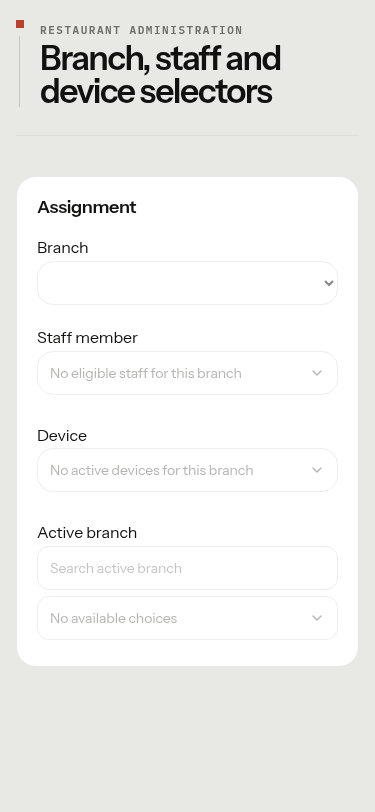 RESTAURANT ADMINISTRATION
Branch, staff and
device selectors
Assignment
Branch
Staff member
No eligible staff for this branch
Device
No active devices for this branch
Active branch
Search active branch
No available choices